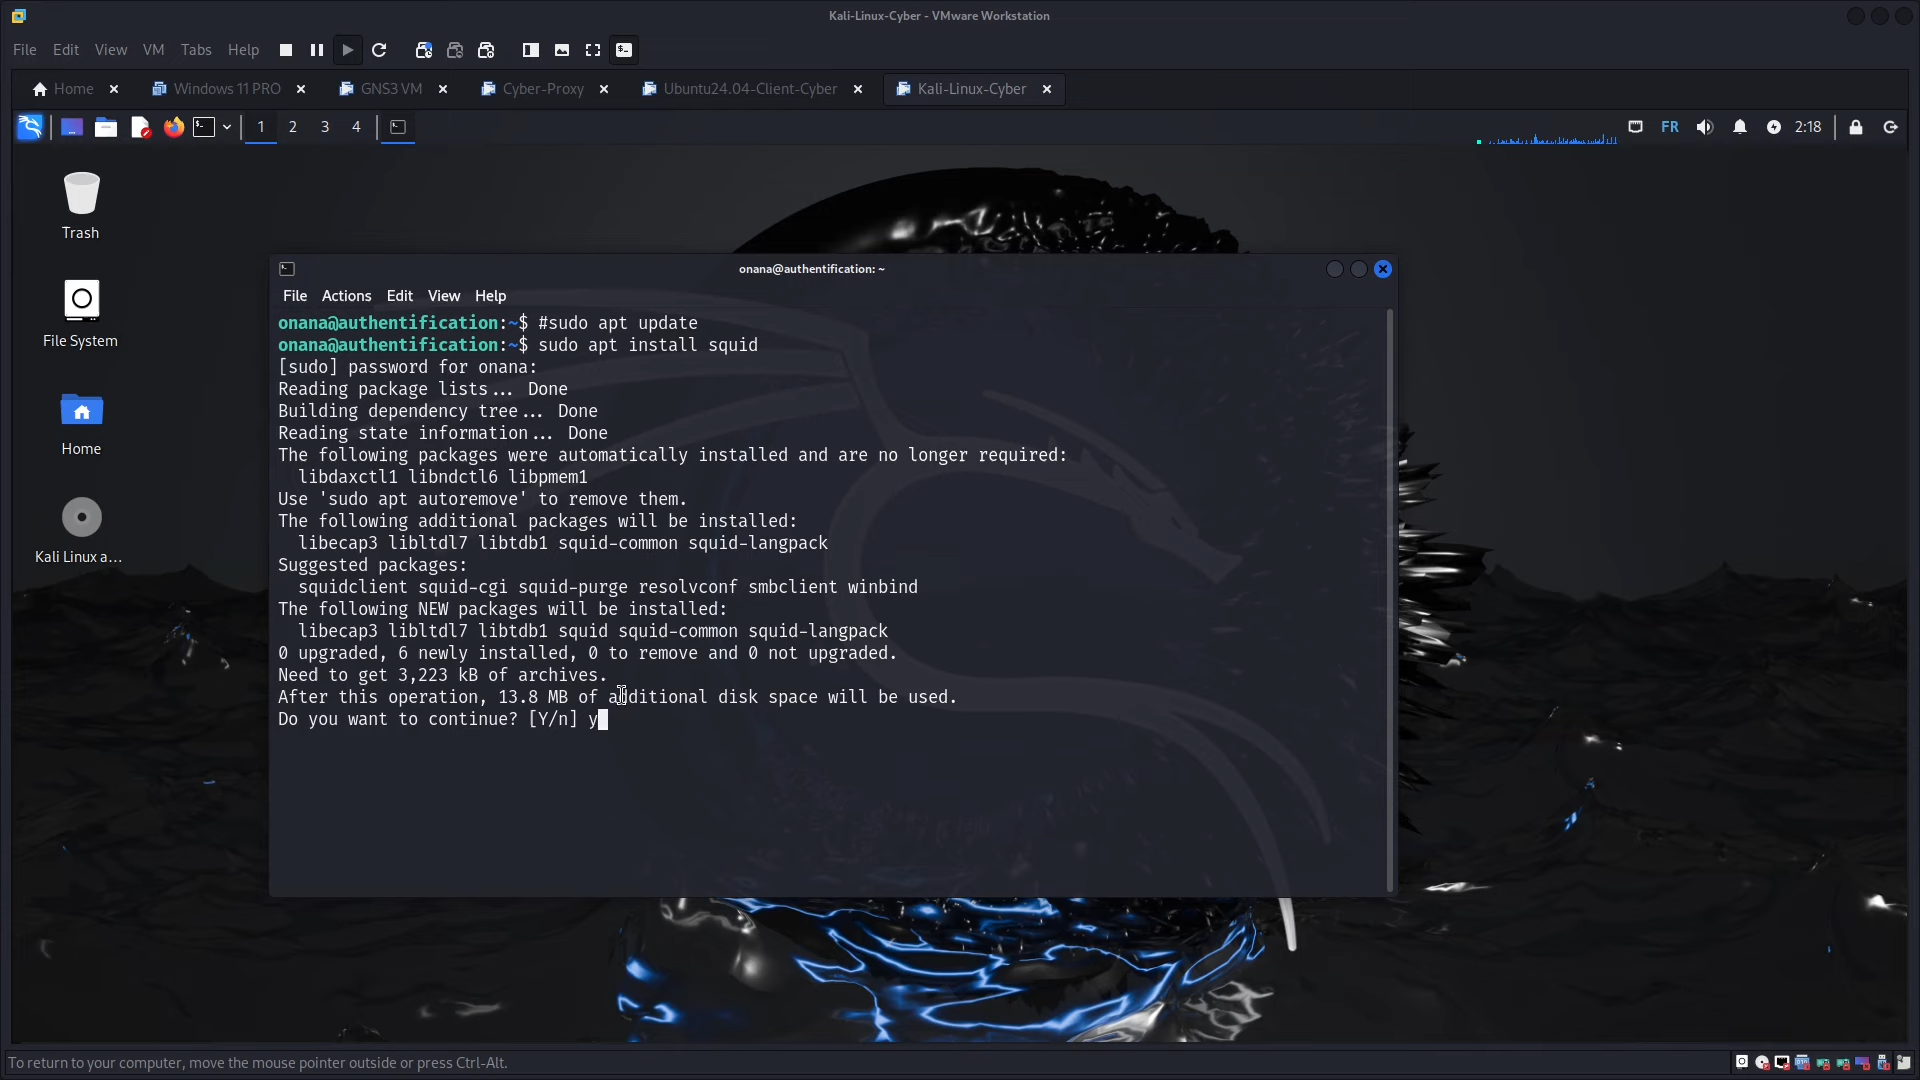 Kali-Linux-Cyber - VMware Workstation
File Edit View VM Tabs Help
Home Windows 11 PRO GNS3 VM Cyber-Proxy Ubuntu24.04-Client-Cyber Kali-Linux-Cyber
1 2 3 4 FR 2:18
Trash
File System
Home
Kali Linux a...
onana@authentification: ~
File Actions Edit View Help
onana@authentification:~$ #sudo apt update
onana@authentification:~$ sudo apt install squid
[sudo] password for onana:
Reading package lists... Done
Building dependency tree... Done
Reading state information... Done
The following packages were automatically installed and are no longer required:
libdaxctl1 libndctl6 libpmem1
Use 'sudo apt autoremove' to remove them.
The following additional packages will be installed:
libecap3 libltdl7 libtdb1 squid-common squid-langpack
Suggested packages:
squidclient squid-cgi squid-purge resolvconf smbclient winbind
The following NEW packages will be installed:
libecap3 libltdl7 libtdb1 squid squid-common squid-langpack
0 upgraded, 6 newly installed, 0 to remove and 0 not upgraded.
Need to get 3,223 kB of archives.
After this operation, 13.8 MB of additional disk space will be used.
Do you want to continue? [Y/n] y
To return to your computer, move the mouse pointer outside or press Ctrl-Alt.